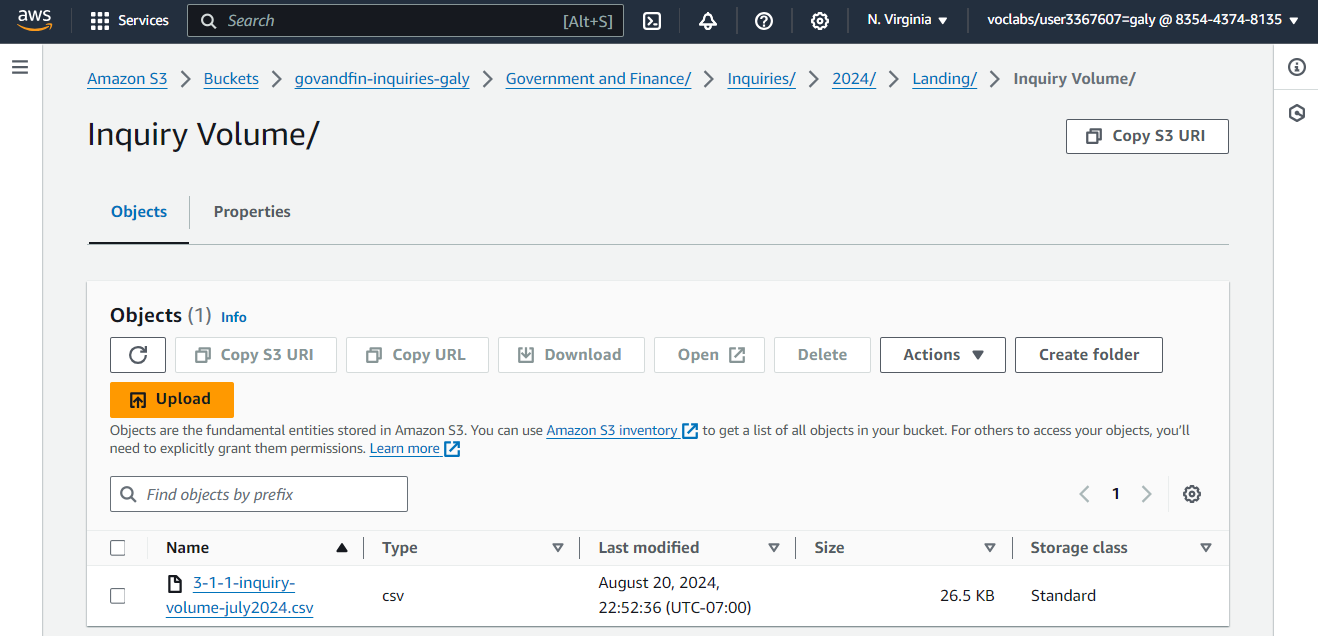 aws Services Search [Alt+S] N. Virginia voclabs/user3367607=galy @ 8354-4374-8135
Amazon S3 Buckets govandfin-inquiries-galy Government and Finance/ Inquiries/ 2024/ Landing/ Inquiry Volume/
Inquiry Volume/
Copy S3 URI
Objects Properties
Objects (1) Info
Copy S3 URI Copy URL Download Open Delete Actions Create folder
Upload
Objects are the fundamental entities stored in Amazon S3. You can use Amazon S3 inventory to get a list of all objects in your bucket. For others to access your objects, you'll
need to explicitly grant them permissions. Learn more
Find objects by prefix 1
Name Type Last modified Size Storage class
3-1-1-inquiry-
volume-july2024.csv
csv
August 20, 2024,
22:52:36 (UTC-07:00)
26.5 KB
Standard